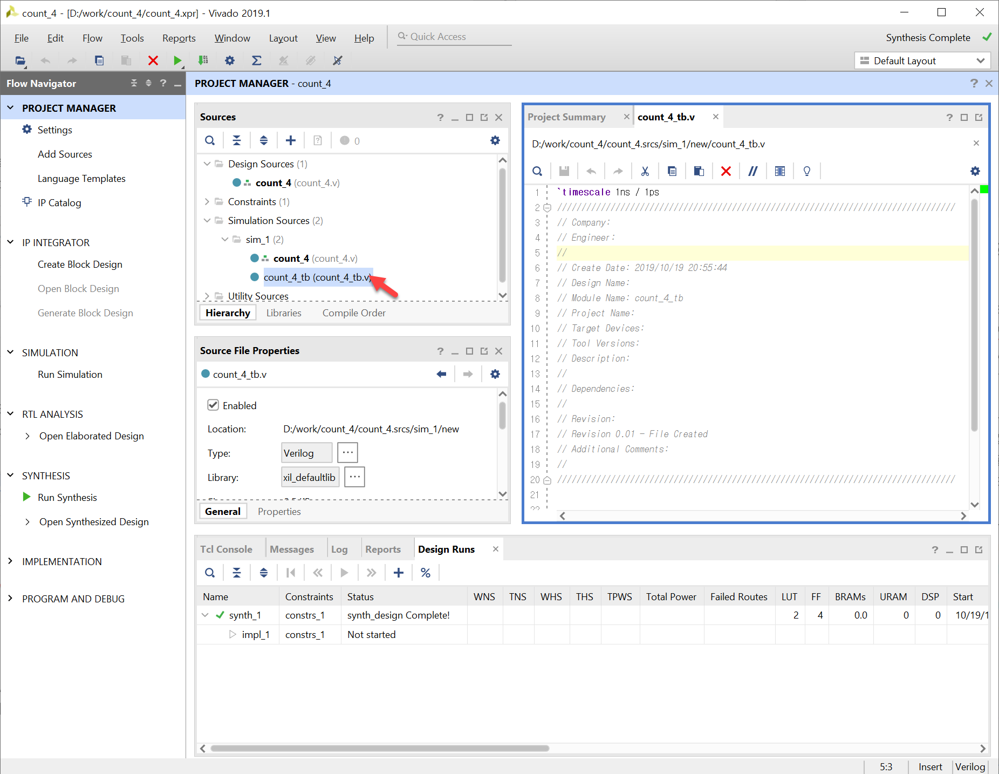 count_4 - [D:/work/count_4/count_4.xpr] - Vivado 2019.1
File Edit Flow Tools Reports Window Layout View Help Quick Access
Synthesis Complete
Default Layout
Flow Navigator
PROJECT MANAGER
Settings
Add Sources
Language Templates
IP Catalog
IP INTEGRATOR
Create Block Design
Open Block Design
Generate Block Design
SIMULATION
Run Simulation
RTL ANALYSIS
Open Elaborated Design
SYNTHESIS
Run Synthesis
Open Synthesized Design
IMPLEMENTATION
PROGRAM AND DEBUG
PROJECT MANAGER - count_4
Sources
0
Design Sources (1)
count_4 (count_4.v)
Constraints (1)
Simulation Sources (2)
sim_1 (2)
count_4 (count_4.v)
count_4_tb (count_4_tb.v)
Utility Sources
Hierarchy Libraries Compile Order
Source File Properties
count_4_tb.v
Enabled
Location: D:/work/count_4/count_4.srcs/sim_1/new
Type: Verilog ...
Library: xil_defaultlib ...
General Properties
Project Summary count_4_tb.v
D:/work/count_4/count_4.srcs/sim_1/new/count_4_tb.v
1 `timescale 1ns / 1ps
2 //////////////////////////////////////////////////////////////////////////////////
3 // Company:
4 // Engineer:
5 //
6 // Create Date: 2019/10/19 20:55:44
7 // Design Name:
8 // Module Name: count_4_tb
9 // Project Name:
10 // Target Devices:
11 // Tool Versions:
12 // Description:
13 //
14 // Dependencies:
15 //
16 // Revision:
17 // Revision 0.01 - File Created
18 // Additional Comments:
19 //
20 //////////////////////////////////////////////////////////////////////////////////
21
22
Tcl Console Messages Log Reports Design Runs
Name Constraints Status WNS TNS WHS THS TPWS Total Power Failed Routes LUT FF BRAMs URAM DSP Start
synth_1 constrs_1 synth_design Complete! 2 4 0.0 0 0 10/19/1
impl_1 constrs_1 Not started
5:3 Insert Verilog